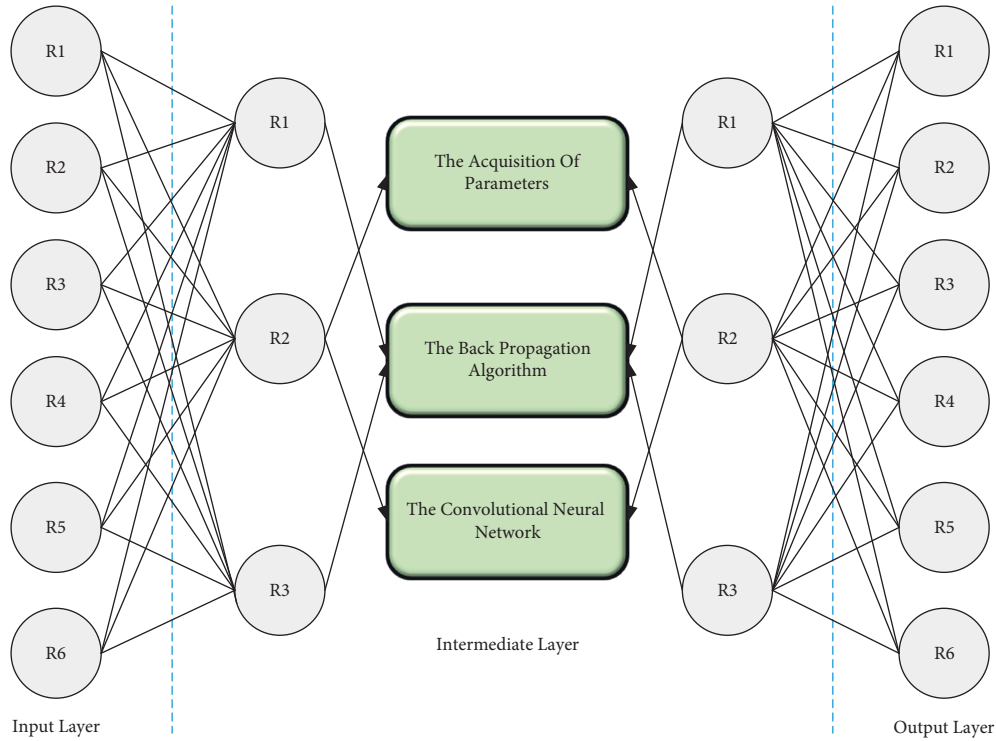 R1
R2
R3
R4
R5
R6
Input Layer
R1
R2
R3
The Acquisition Of
Parameters
The Back Propagation
Algorithm
The Convolutional Neural
Network
Intermediate Layer
R1
R2
R3
R1
R2
R3
R4
R5
R6
Output Layer